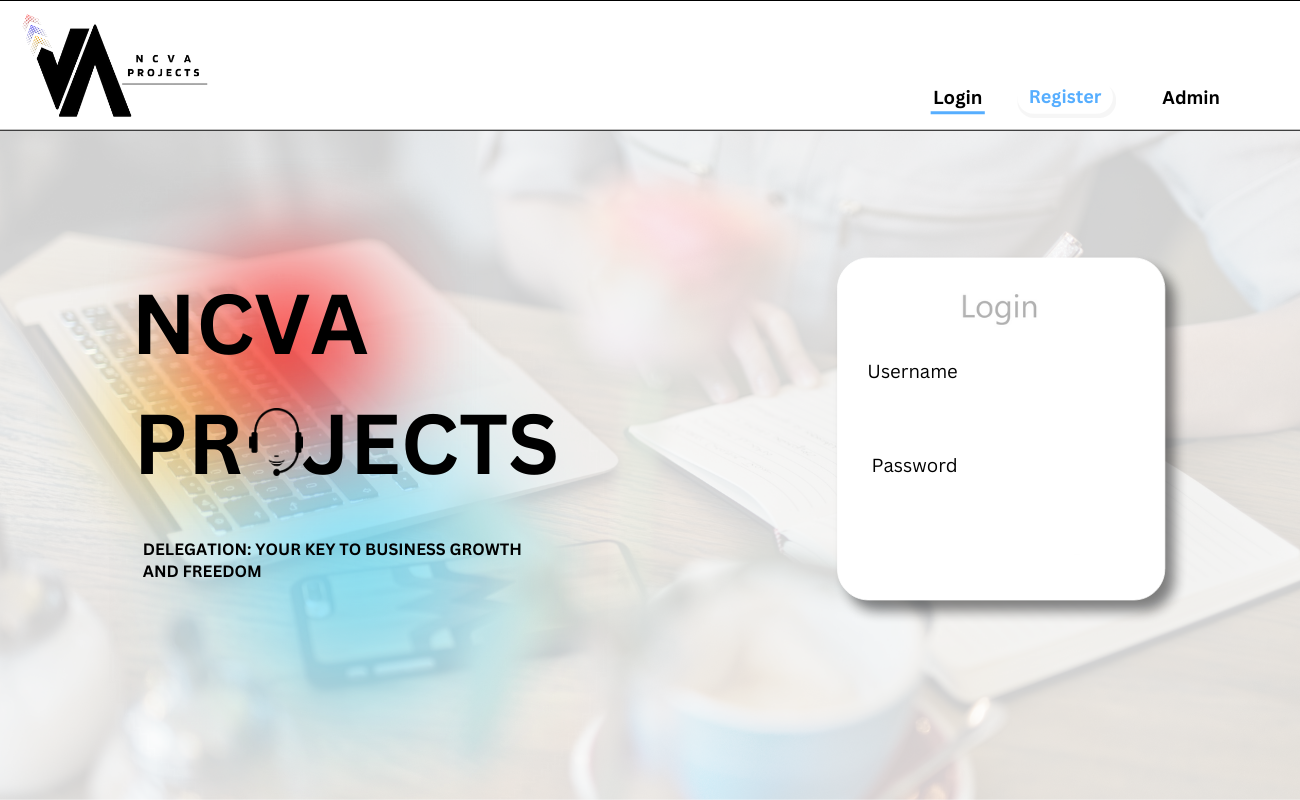 NCVA
PROJECTS
Login
Register
Admin
NCVA
PROJECTS
DELEGATION: YOUR KEY TO BUSINESS GROWTH
AND FREEDOM
Login
Username
Password